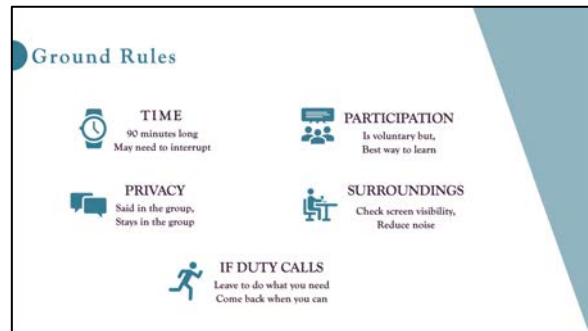 Ground Rules
TIME
90 minutes long
May need to interrupt
PARTICIPATION
Is voluntary but,
Best way to learn
PRIVACY
Said in the group,
Stays in the group
SURROUNDINGS
Check screen visibility,
Reduce noise
IF DUTY CALLS
Leave to do what you need
Come back when you can